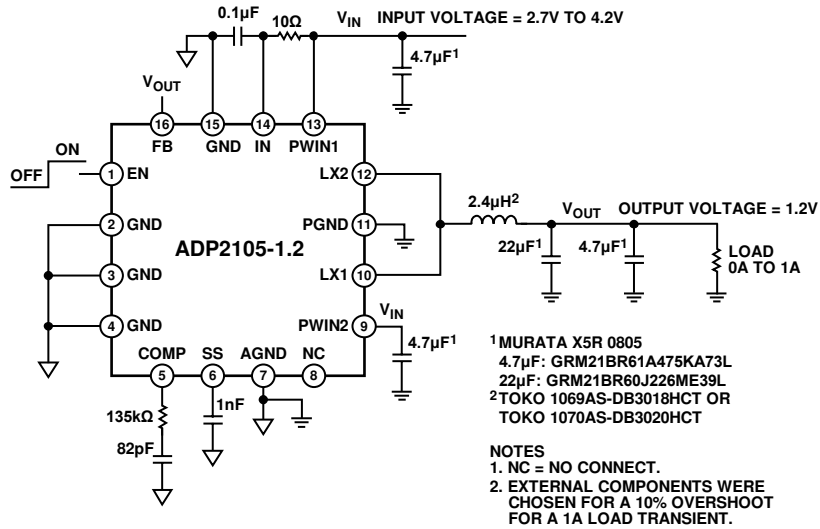 0.1µF
10Ω
VIN
INPUT VOLTAGE = 2.7V TO 4.2V
4.7µF1
VOUT
16
15
14
13
FB
GND
IN
PWIN1
OFF
ON
1
EN
LX2
12
2
GND
PGND
11
2.4µH2
VOUT
OUTPUT VOLTAGE = 1.2V
ADP2105-1.2
22µF1
4.7µF1
LOAD
0A TO 1A
3
GND
LX1
10
4
GND
PWIN2
9
VIN
4.7µF1
COMP
SS
AGND
NC
5
6
7
8
135kΩ
1nF
82pF
1 MURATA X5R 0805
4.7µF: GRM21BR61A475KA73L
22µF: GRM21BR60J226ME39L
2 TOKO 1069AS-DB3018HCT OR
TOKO 1070AS-DB3020HCT
NOTES
1. NC = NO CONNECT.
2. EXTERNAL COMPONENTS WERE
CHOSEN FOR A 10% OVERSHOOT
FOR A 1A LOAD TRANSIENT.